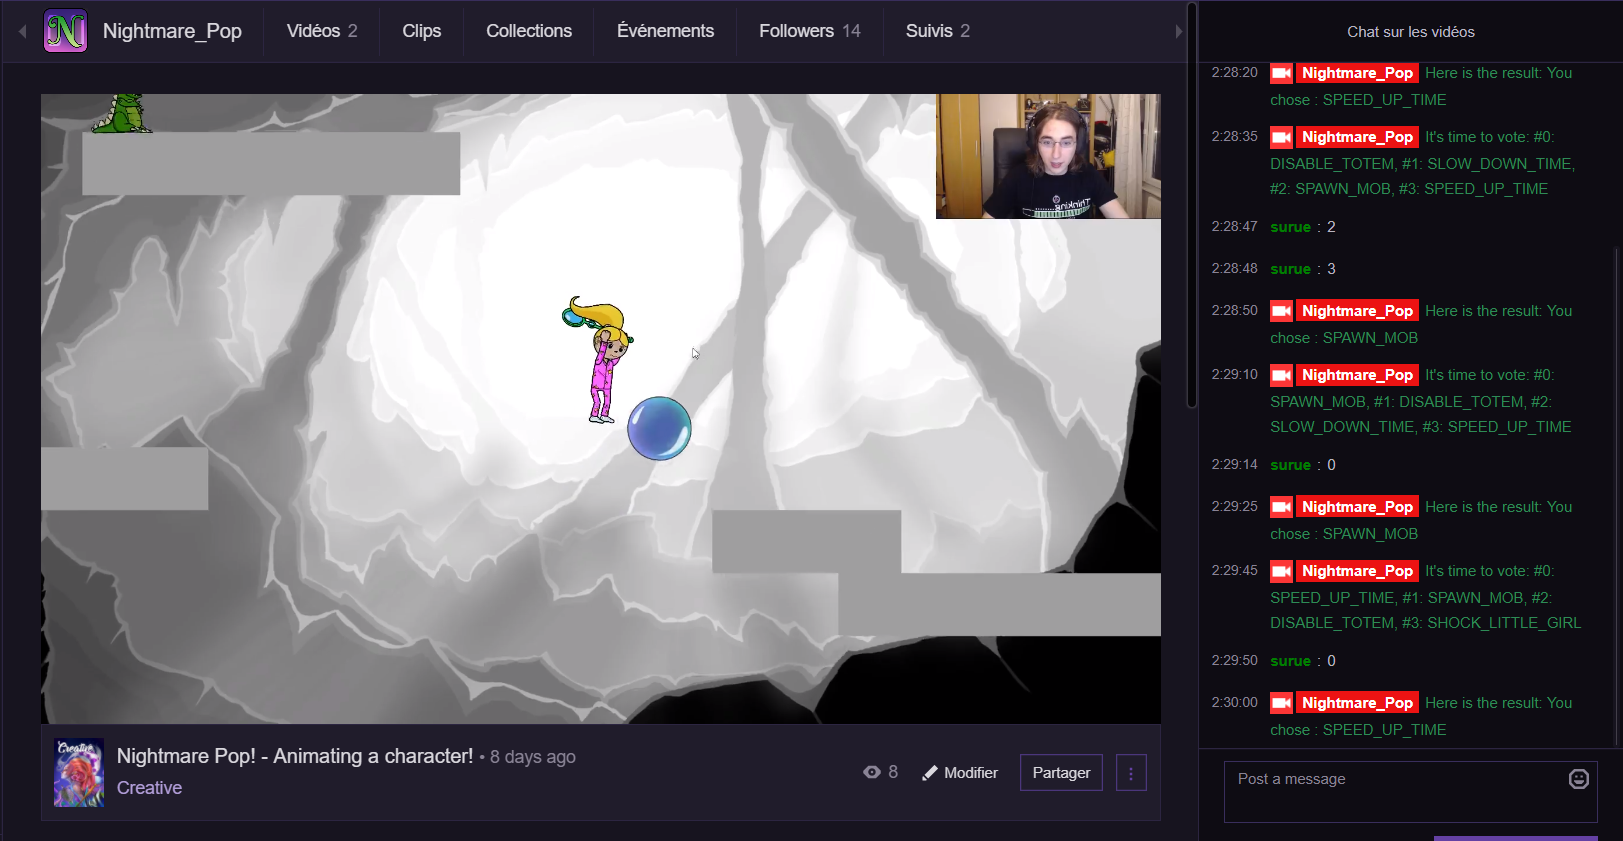 Nightmare_Pop
Vidéos 2
Clips
Collections
Événements
Followers 14
Suivis 2
Nightmare Pop! - Animating a character! • 8 days ago
Creative
Creative
8
Modifier
Partager
Chat sur les vidéos
2:28:20 Nightmare_Pop Here is the result: You
chose : SPEED_UP_TIME
2:28:35 Nightmare_Pop It's time to vote: #0:
DISABLE_TOTEM, #1: SLOW_DOWN_TIME,
#2: SPAWN_MOB, #3: SPEED_UP_TIME
2:28:47 surue : 2
2:28:48 surue : 3
2:28:50 Nightmare_Pop Here is the result: You
chose : SPAWN_MOB
2:29:10 Nightmare_Pop It's time to vote: #0:
SPAWN_MOB, #1: DISABLE_TOTEM, #2:
SLOW_DOWN_TIME, #3: SPEED_UP_TIME
2:29:14 surue : 0
2:29:25 Nightmare_Pop Here is the result: You
chose : SPAWN_MOB
2:29:45 Nightmare_Pop It's time to vote: #0:
SPEED_UP_TIME, #1: SPAWN_MOB, #2:
DISABLE_TOTEM, #3: SHOCK_LITTLE_GIRL
2:29:50 surue : 0
2:30:00 Nightmare_Pop Here is the result: You
chose : SPEED_UP_TIME
Post a message